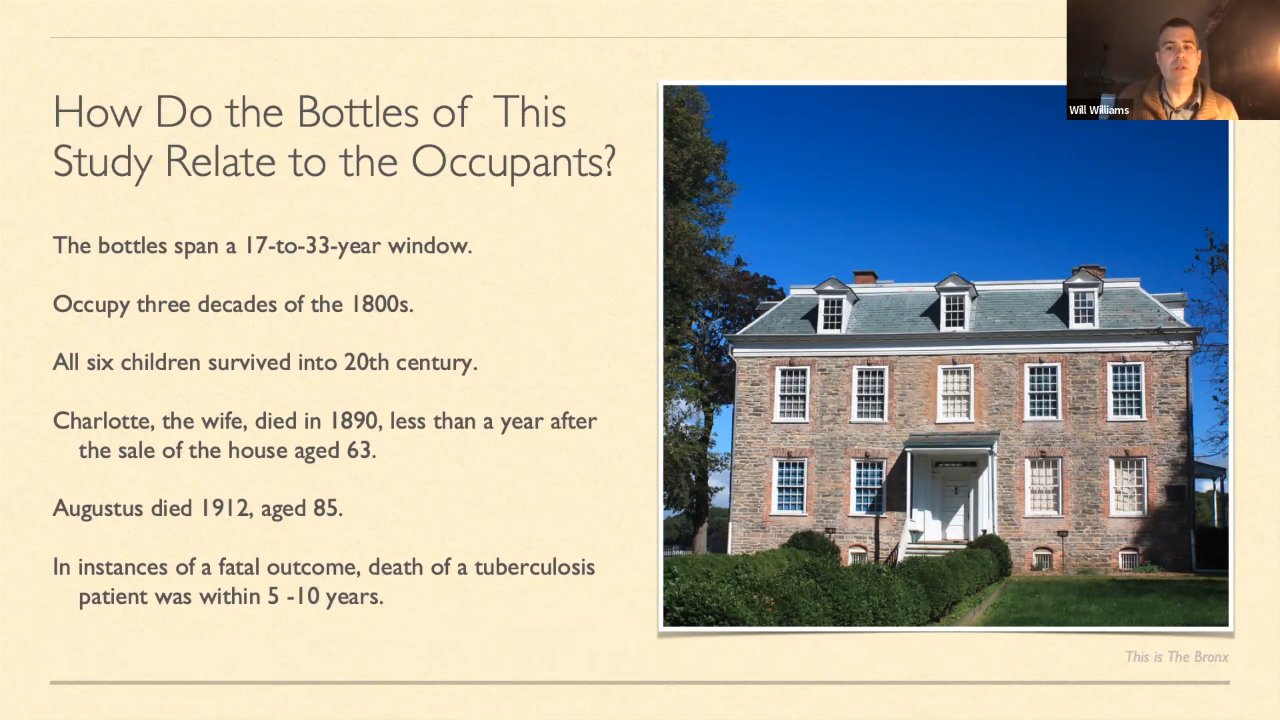 Will Williams
How Do the Bottles of This
Study Relate to the Occupants?
The bottles span a 17-to-33-year window.
Occupy three decades of the 1800s.
All six children survived into 20th century.
Charlotte, the wife, died in 1890, less than a year after
the sale of the house aged 63.
Augustus died 1912, aged 85.
In instances of a fatal outcome, death of a tuberculosis
patient was within 5 -10 years.
This is The Bronx